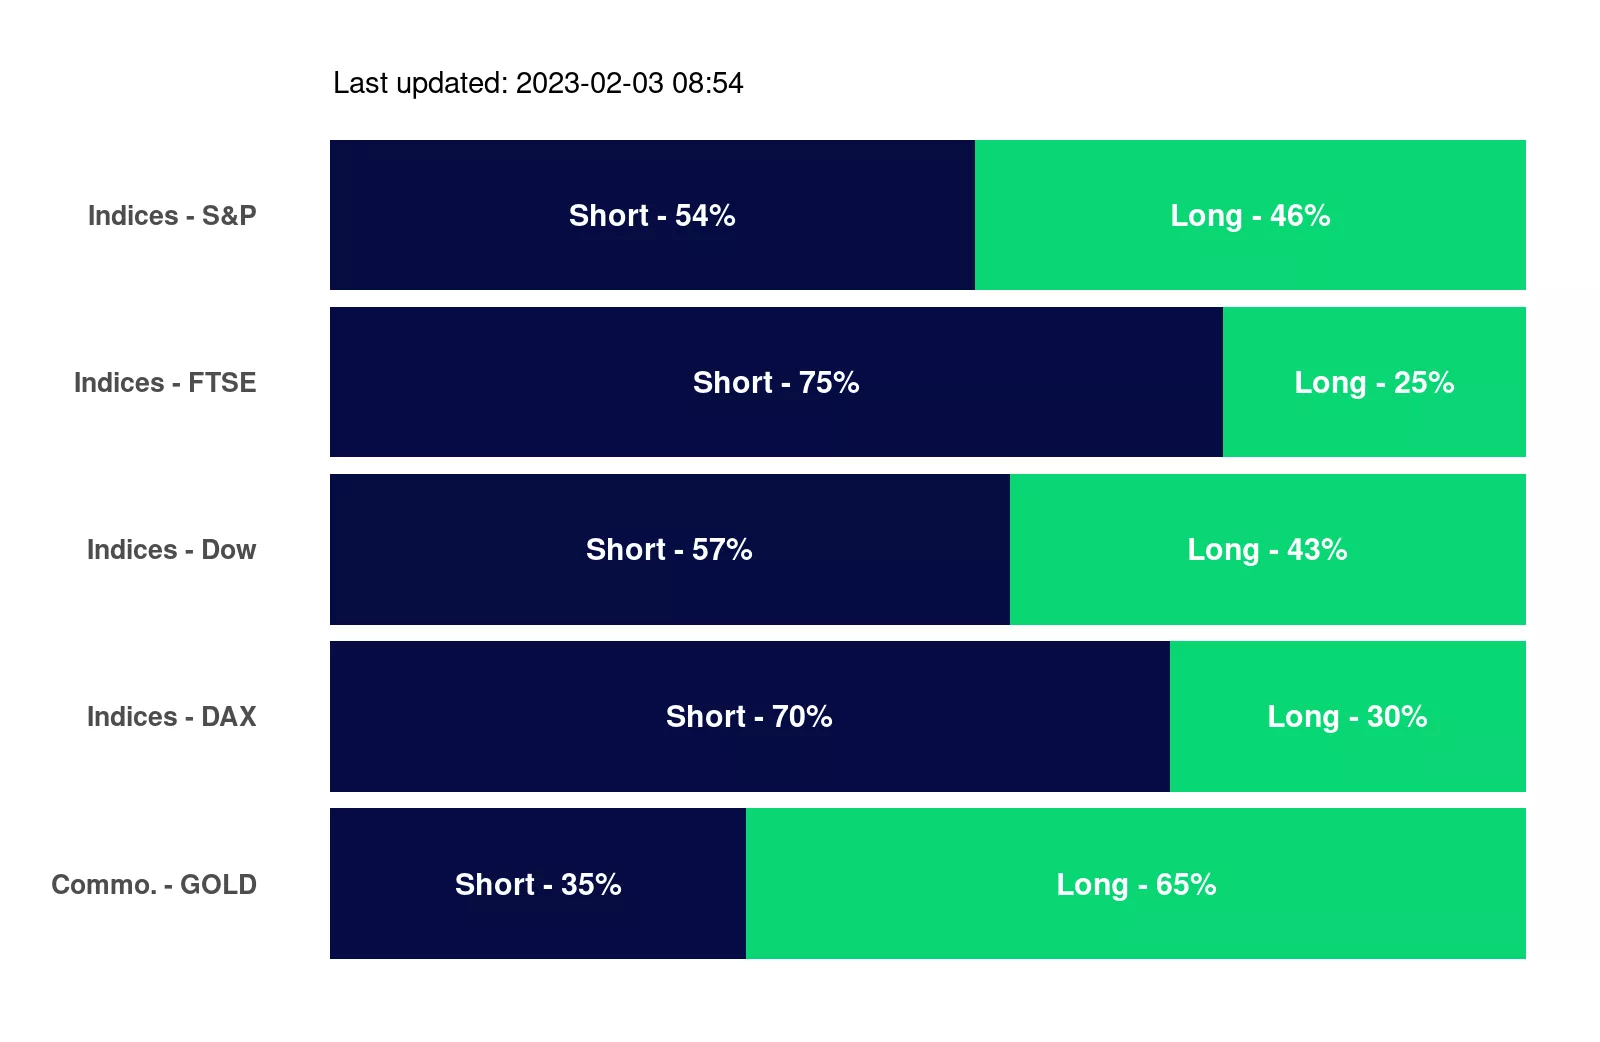 Last updated: 2023-02-03 08:54
Indices - S&P Short - 54% Long - 46%
Indices - FTSE Short - 75% Long - 25%
Indices - Dow Short - 57% Long - 43%
Indices - DAX Short - 70% Long - 30%
Commo. - GOLD Short - 35% Long - 65%